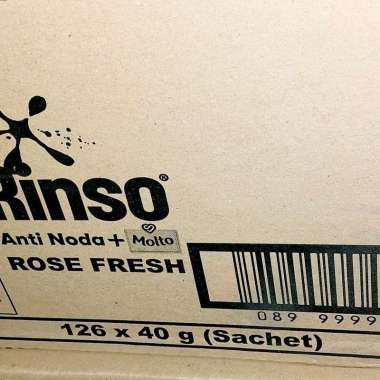 Rinso®
Anti Noda + Molto
ROSE FRESH
089 9999
126 x 40 g (Sachet)